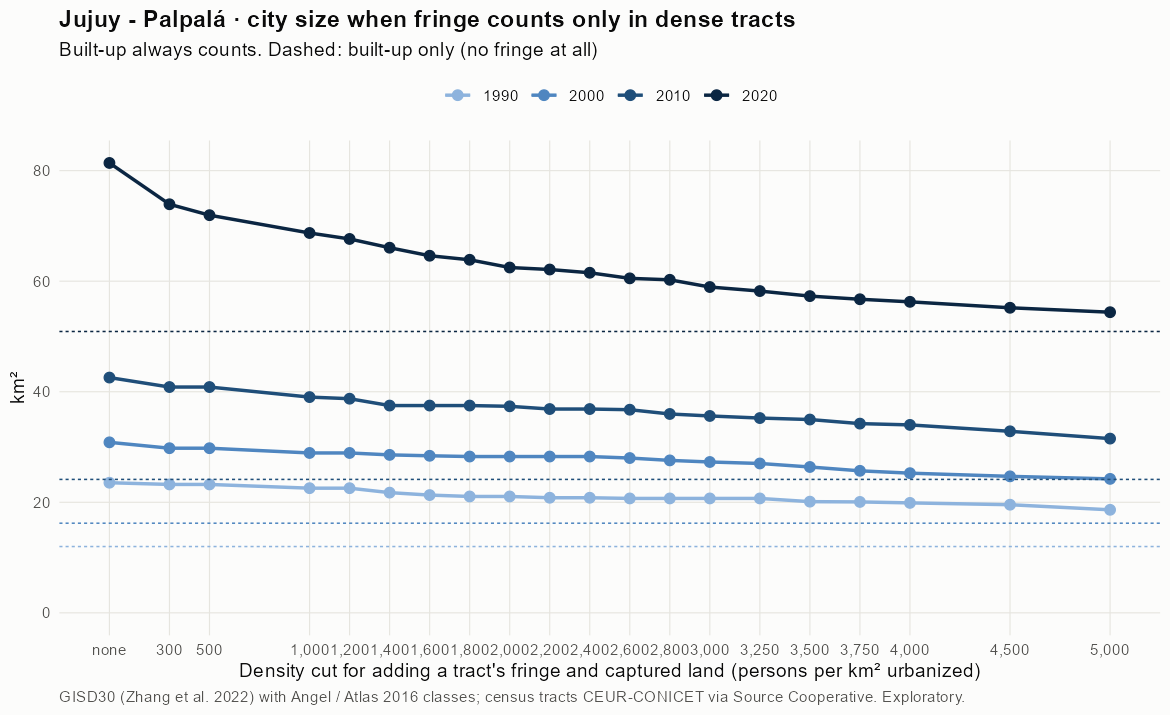 Jujuy - Palpalá · city size when fringe counts only in dense tracts
Built-up always counts. Dashed: built-up only (no fringe at all)
1990 2000 2010 2020
80
60
40
20
0
km²
none 300 500 1,000 1,200 1,400 1,600 1,800 2,000 2,200 2,400 2,600 2,800 3,000 3,250 3,500 3,750 4,000 4,500 5,000
Density cut for adding a tract's fringe and captured land (persons per km² urbanized)
GISD30 (Zhang et al. 2022) with Angel / Atlas 2016 classes; census tracts CEUR-CONICET via Source Cooperative. Exploratory.